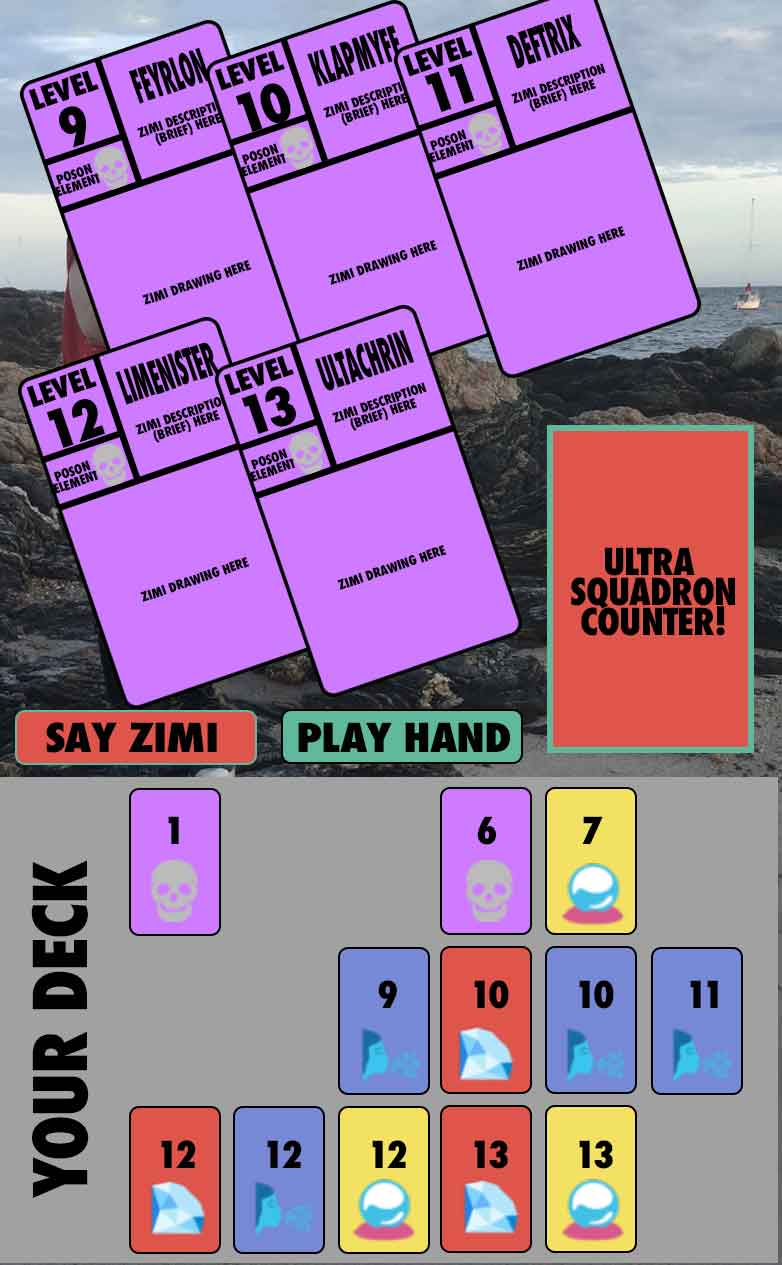 LEVEL
9
FEYRLON
ZIMI DESCRIPTI
(BRIEF) HERE
POSON
ELEMENT
ZIMI DRAWING HERE
LEVEL
10
KLAPMYFF
ZIMI DESCRIPTI
(BRIEF) HERE
POSON
ELEMENT
ZIMI DRAWING HERE
LEVEL
11
DEFTRIX
ZIMI DESCRIPTION
(BRIEF) HERE
POSON
ELEMENT
ZIMI DRAWING HERE
LEVEL
12
LIMENISTER
ZIMI DESCRIPTIO
(BRIEF) HERE
POSON
ELEMENT
ZIMI DRAWING HERE
LEVEL
13
ULTACHRIN
ZIMI DESCRIPTION
(BRIEF) HERE
POSON
ELEMENT
ZIMI DRAWING HERE
ULTRA
SQUADRON
COUNTER!
SAY ZIMI
PLAY HAND
YOUR DECK
1
6
7
9
10
10
11
12
12
12
13
13